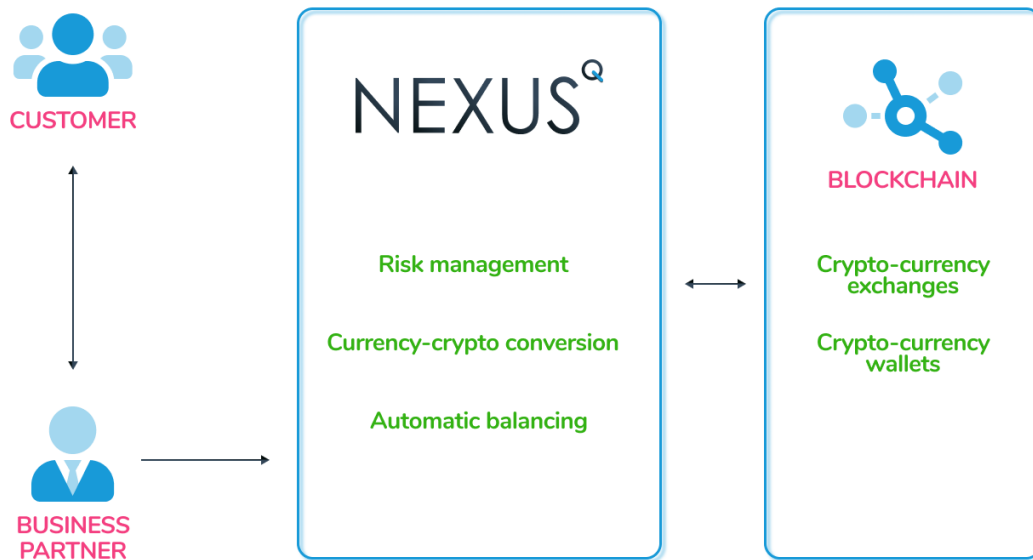 CUSTOMER
BUSINESS
PARTNER
NEXUS Q
Risk management
Currency-crypto conversion
Automatic balancing
BLOCKCHAIN
Crypto-currency
exchanges
Crypto-currency
wallets